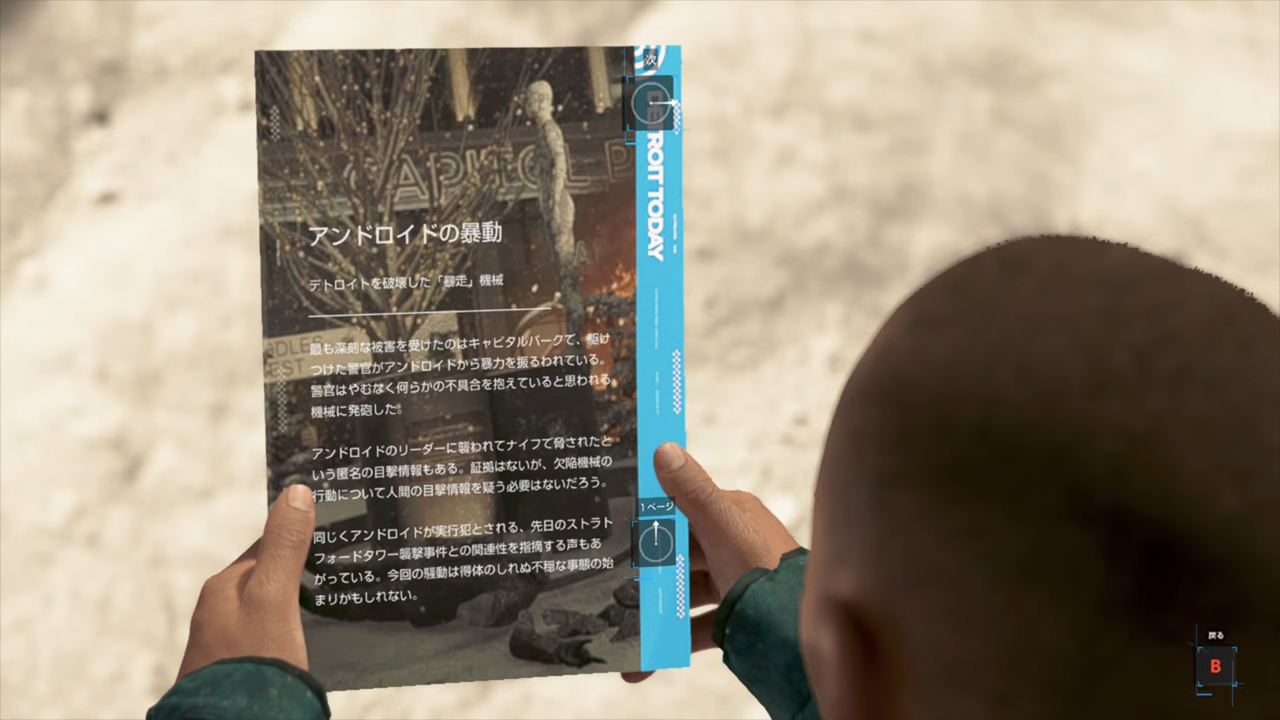 次
DETROIT TODAY
CAPITOL P
アンドロイドの暴動
デトロイトを破壊した「暴走」機械
最も深刻な被害を受けたのはキャピタルパークで、駆け
つけた警官がアンドロイドから暴力を振るわれている。
警官はやむなく何らかの不具合を抱えていると思われる
機械に発砲した。
アンドロイドのリーダーに襲われてナイフで脅されたと
いう匿名の目撃情報もある。証拠はないが、欠陥機械の
行動について人間の目撃情報を疑う必要はないだろう。
同じくアンドロイドが実行犯とされる、先日のストラト
フォードタワー襲撃事件との関連性を指摘する声もあ
がっている。今回の騒動は得体のしれぬ不穏な事態の始
まりかもしれない。
1ページ
戻る
B